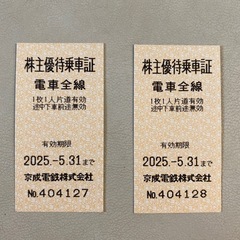 株主優待乗車証
電車全線
1枚1人片道有効
途中下車前途無効
有効期限
2025.-5.31まで
京成電鉄株式会社
No.404127
株主優待乗車証
電車全線
1枚1人片道有効
途中下車前途無効
有効期限
2025.-5.31まで
京成電鉄株式会社
No.404128